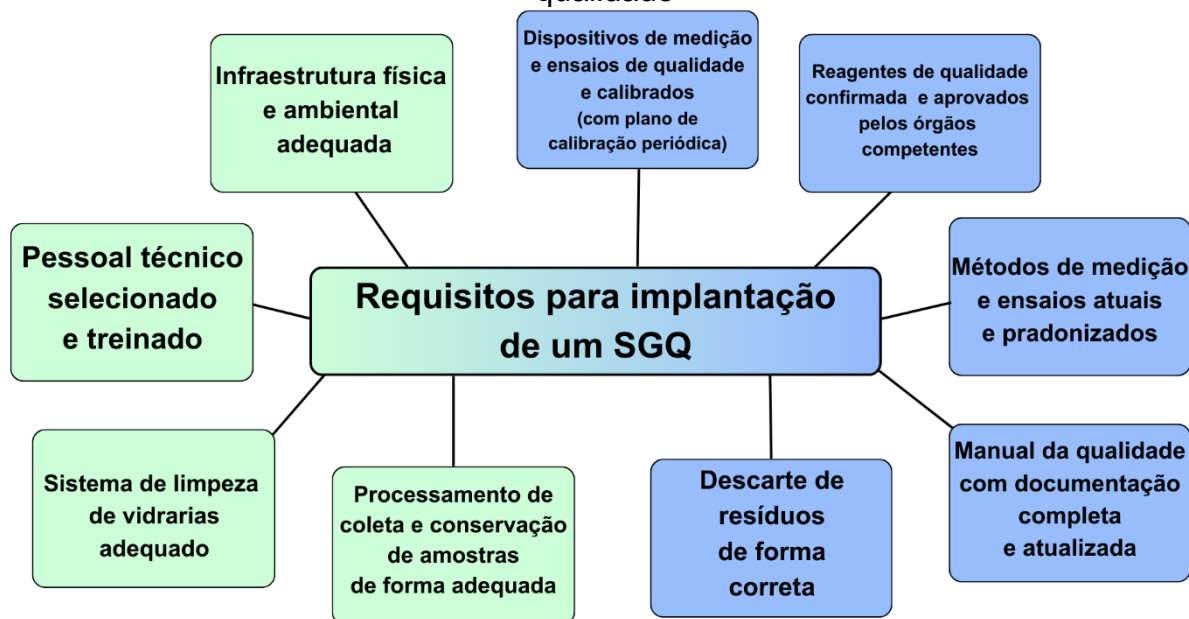 qualidade
Infraestrutura física
e ambiental
adequada
Dispositivos de medição
e ensaios de qualidade
e calibrados
(com plano de
calibração periódica)
Reagentes de qualidade
confirmada e aprovados
pelos órgãos
competentes
Pessoal técnico
selecionado
e treinado
Requisitos para implantação
de um SGQ
Métodos de medição
e ensaios atuais
e pradonizados
Sistema de limpeza
de vidrarias
adequado
Processamento de
coleta e conservação
de amostras
de forma adequada
Descarte de
resíduos
de forma
correta
Manual da qualidade
com documentação
completa
e atualizada